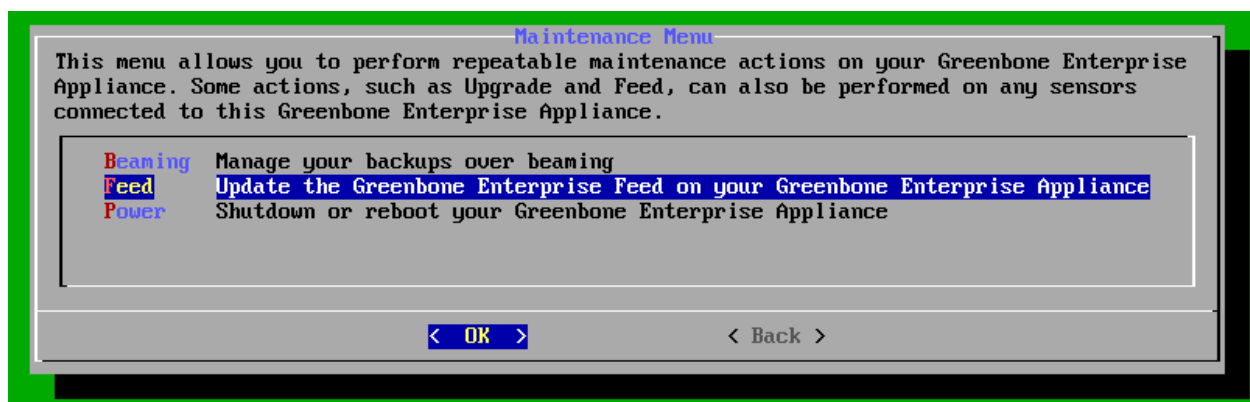 Maintenance Menu
This menu allows you to perform repeatable maintenance actions on your Greenbone Enterprise
Appliance. Some actions, such as Upgrade and Feed, can also be performed on any sensors
connected to this Greenbone Enterprise Appliance.
Beaming Manage your backups over beaming
Feed Update the Greenbone Enterprise Feed on your Greenbone Enterprise Appliance
Power Shutdown or reboot your Greenbone Enterprise Appliance
< OK > < Back >